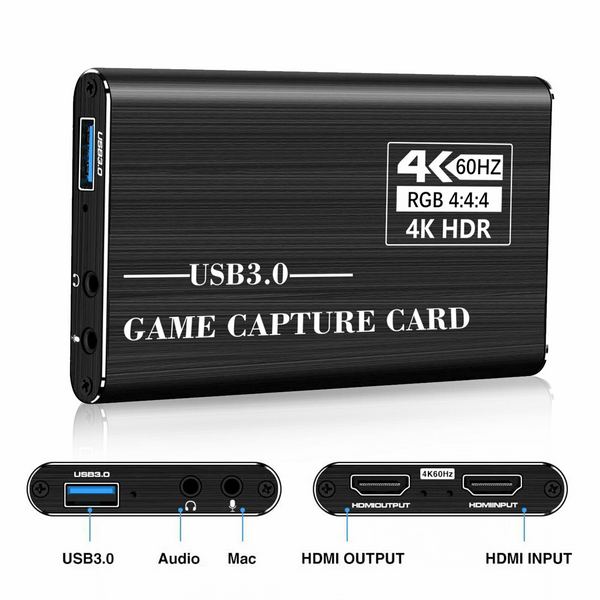 USB3.0
4K 60HZ
RGB 4:4:4
4K HDR
USB3.0
GAME CAPTURE CARD
USB3.0
4K60Hz
HDMIOUTPUT
HDMIINPUT
USB3.0
Audio
Mac
HDMI OUTPUT
HDMI INPUT